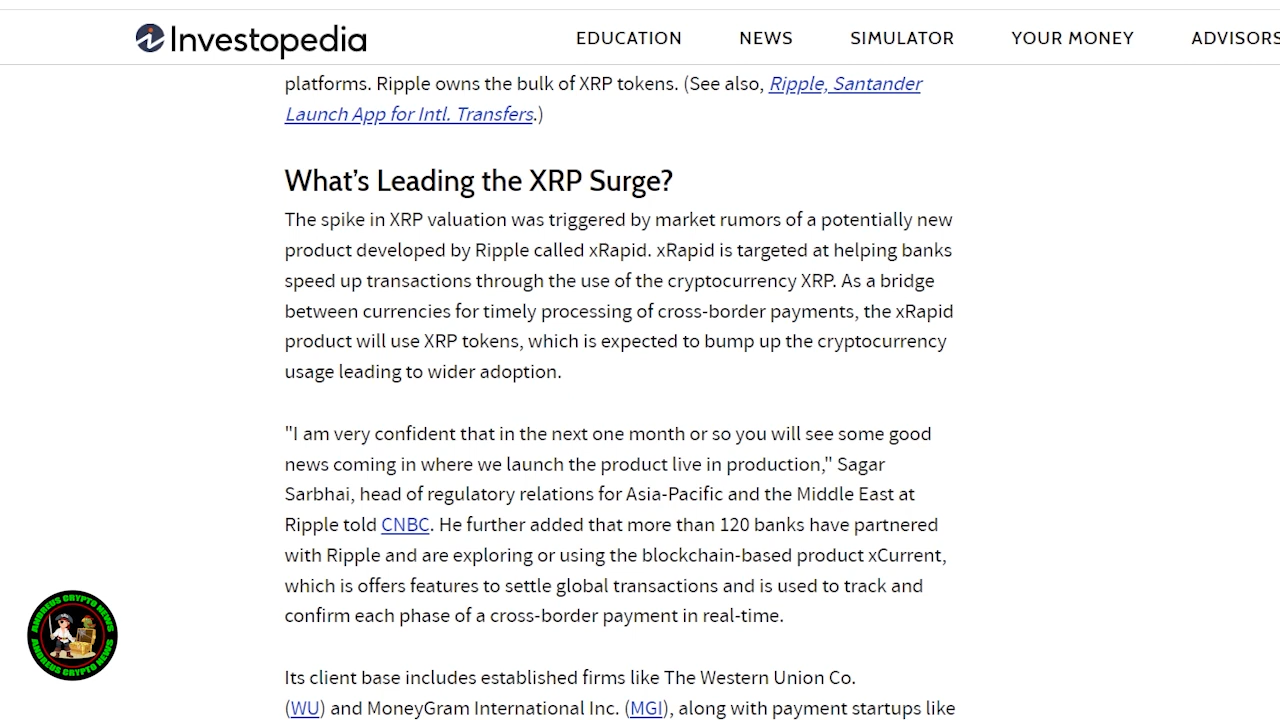 Investopedia
EDUCATION NEWS SIMULATOR YOUR MONEY ADVISORS
platforms. Ripple owns the bulk of XRP tokens. (See also, Ripple, Santander
Launch App for Intl. Transfers.)
What's Leading the XRP Surge?
The spike in XRP valuation was triggered by market rumors of a potentially new
product developed by Ripple called xRapid. xRapid is targeted at helping banks
speed up transactions through the use of the cryptocurrency XRP. As a bridge
between currencies for timely processing of cross-border payments, the xRapid
product will use XRP tokens, which is expected to bump up the cryptocurrency
usage leading to wider adoption.
"I am very confident that in the next one month or so you will see some good
news coming in where we launch the product live in production," Sagar
Sarbhai, head of regulatory relations for Asia-Pacific and the Middle East at
Ripple told CNBC. He further added that more than 120 banks have partnered
with Ripple and are exploring or using the blockchain-based product xCurrent,
which is offers features to settle global transactions and is used to track and
confirm each phase of a cross-border payment in real-time.
Its client base includes established firms like The Western Union Co.
(WU) and MoneyGram International Inc. (MGI), along with payment startups like
ANDREUS CRYPTO NEWS
ANDREUS CRYPTO NEWS